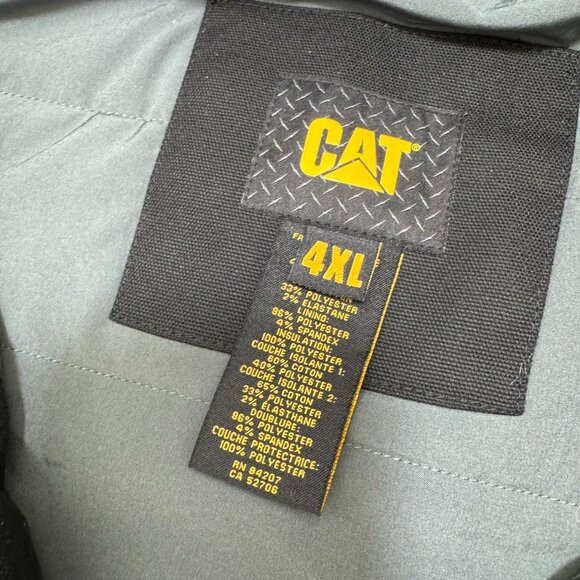 CAT®
4XL
33% POLYESTER
2% ELASTANE
LINING:
96% POLYESTER
4% SPANDEX
INSULATION:
100% POLYESTER
COUCHE ISOLANTE 1:
60% COTON
40% POLYESTER
COUCHE ISOLANTE 2:
65% COTON
33% POLYESTER
2% ÉLASTHANE
DOUBLURE:
96% POLYESTER
4% SPANDEX
COUCHE PROTECTRICE:
100% POLYESTER
RN 94207
CA 52706